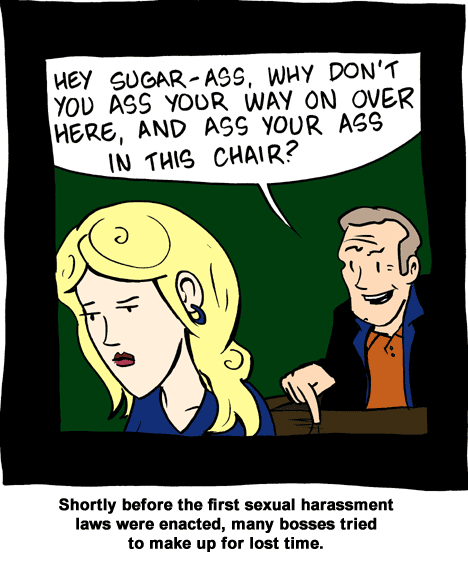 HEY SUGAR-ASS, WHY DON'T
YOU ASS YOUR WAY ON OVER
HERE, AND ASS YOUR ASS
IN THIS CHAIR?
Shortly before the first sexual harassment
laws were enacted, many bosses tried
to make up for lost time.